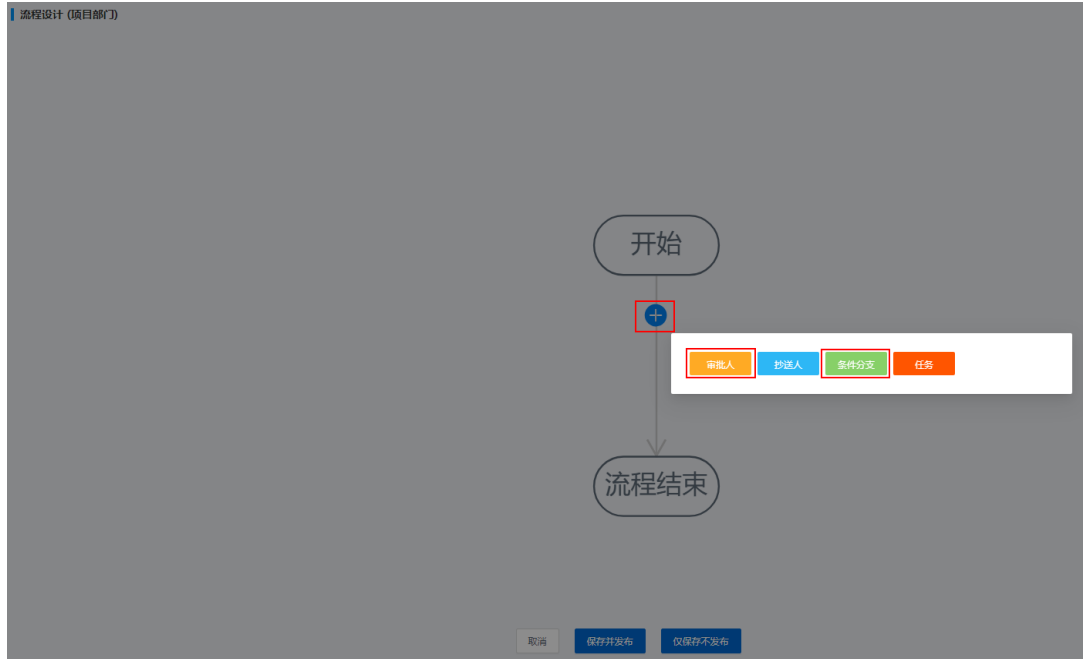 流程设计 (项目部门)
开始
审批人 抄送人 条件分支 任务
流程结束
取消 保存并发布 仅保存不发布